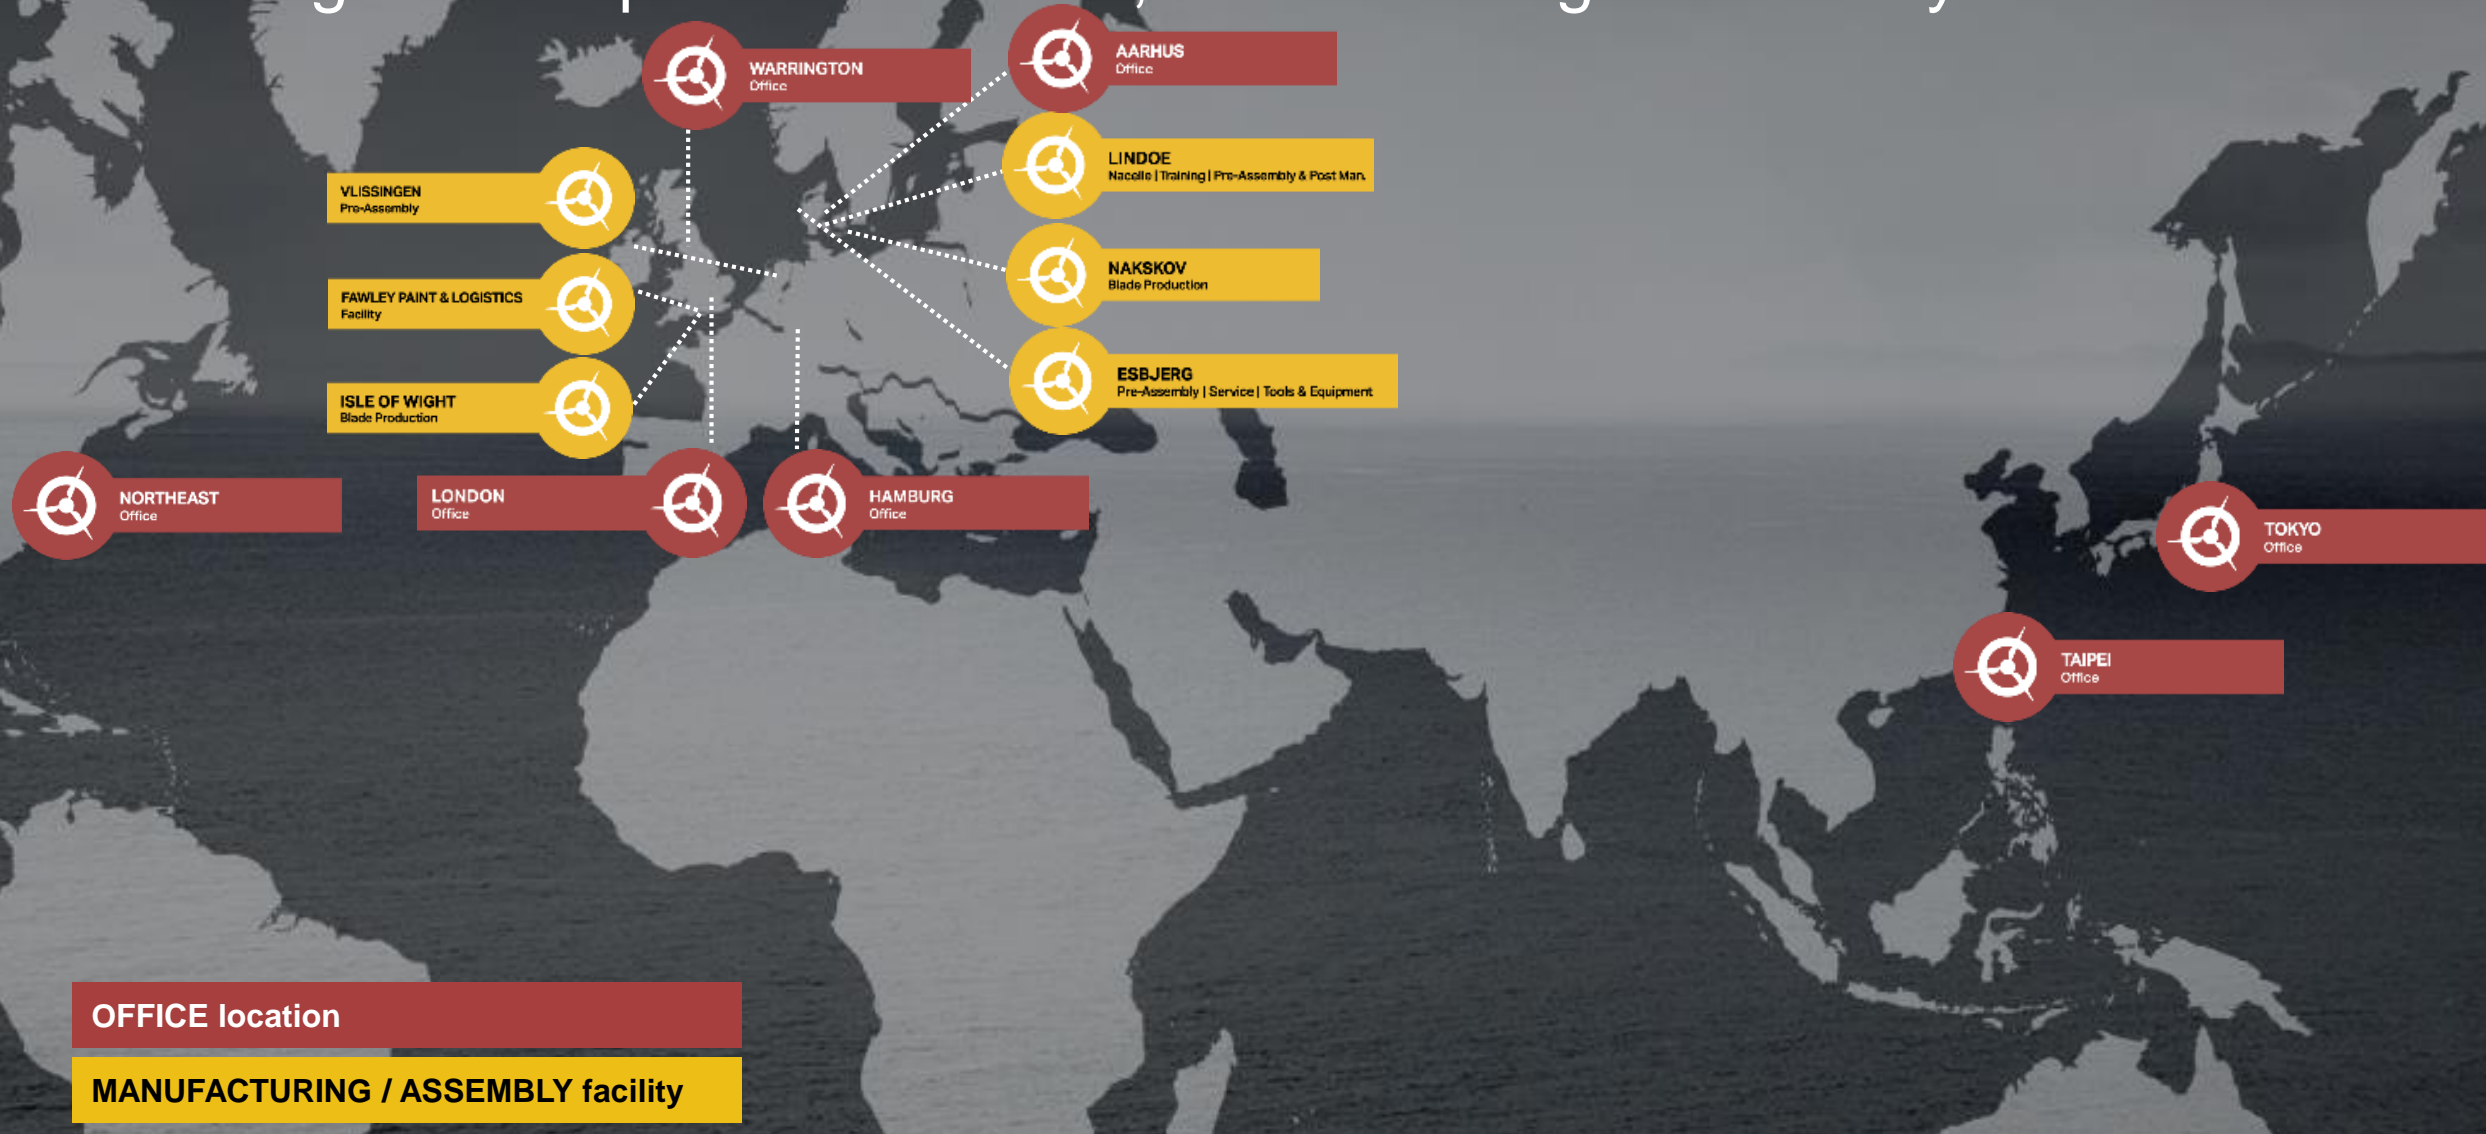 WARRINGTON
Office
AARHUS
Office
LINDOE
Nacelle | Training | Pre-Assembly & Post Man.
VLISSINGEN
Pre-Assembly
NAKSKOV
Blade Production
FAWLEY PAINT & LOGISTICS
Facility
ESBJERG
Pre-Assembly | Service | Tools & Equipment
ISLE OF WIGHT
Blade Production
NORTHEAST
Office
LONDON
Office
HAMBURG
Office
TOKYO
Office
TAIPEI
Office
OFFICE location
MANUFACTURING / ASSEMBLY facility